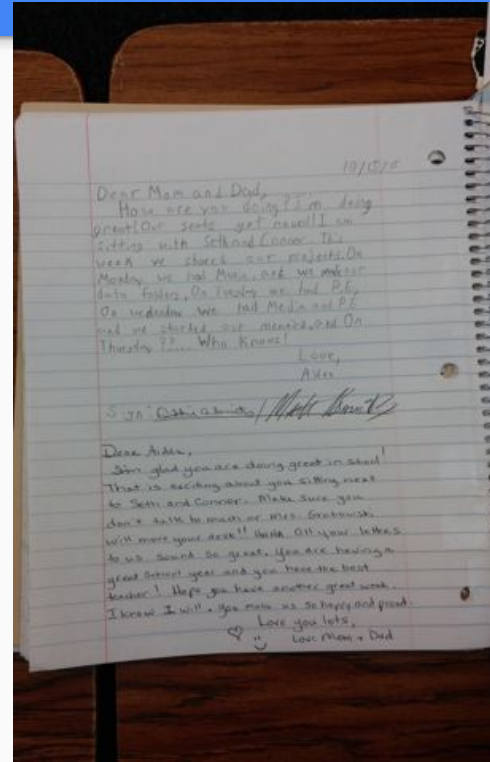 10/15/15
Dear Mom and Dad,
How are you doing? I'm doing
great! Our seats got moved! I am
sitting with Seth and Connor. This
week we shared our projects. On
Monday we had Music, and we made our
data folders. On Tuesday we had P.E,
On wednesday We had Media and P.E
and we started our memoirs, and On
Thursday ??... Who Knows!
Love,
Aiden
Sign:
Dear Aiden,
I'm glad you are doing great in school!
That is exciting about you sitting next
to Seth and Connor. Make sure you
don't talk to much or Mrs. Grabowski
will move your desk!! Haha. All your letters
to us sound so great. You are having a
great school year and you have the best
teacher! Hope you have another great week.
I know I will. You make us so happy and proud.
Love you lots,
Love Mom + Dad